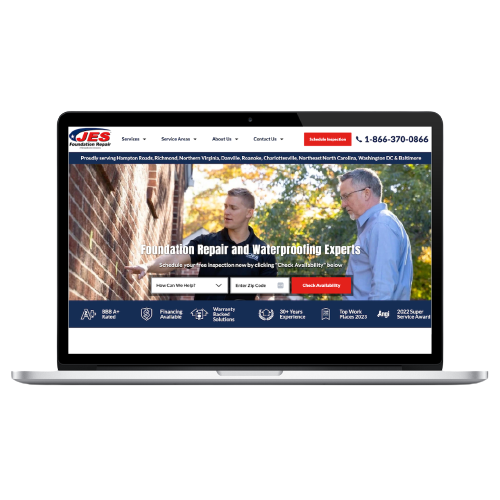 JES
Foundation Repair
Services
Service Areas
About Us
Contact Us
Schedule Inspection
1-866-370-0866
Proudly serving Hampton Roads, Richmond, Northern Virginia, Danville, Roanoke, Charlottesville, Northeast North Carolina, Washington DC & Baltimore
Foundation Repair and Waterproofing Experts
Schedule your free inspection now by clicking "Check Availability" below
How Can We Help?
Enter Zip Code
Check Availability
A+
BBB A+
Rated
Financing
Available
Warranty
Backed
Solutions
30+ Years
Experience
Top Work
Places 2023
Angi
2022 Super
Service Award